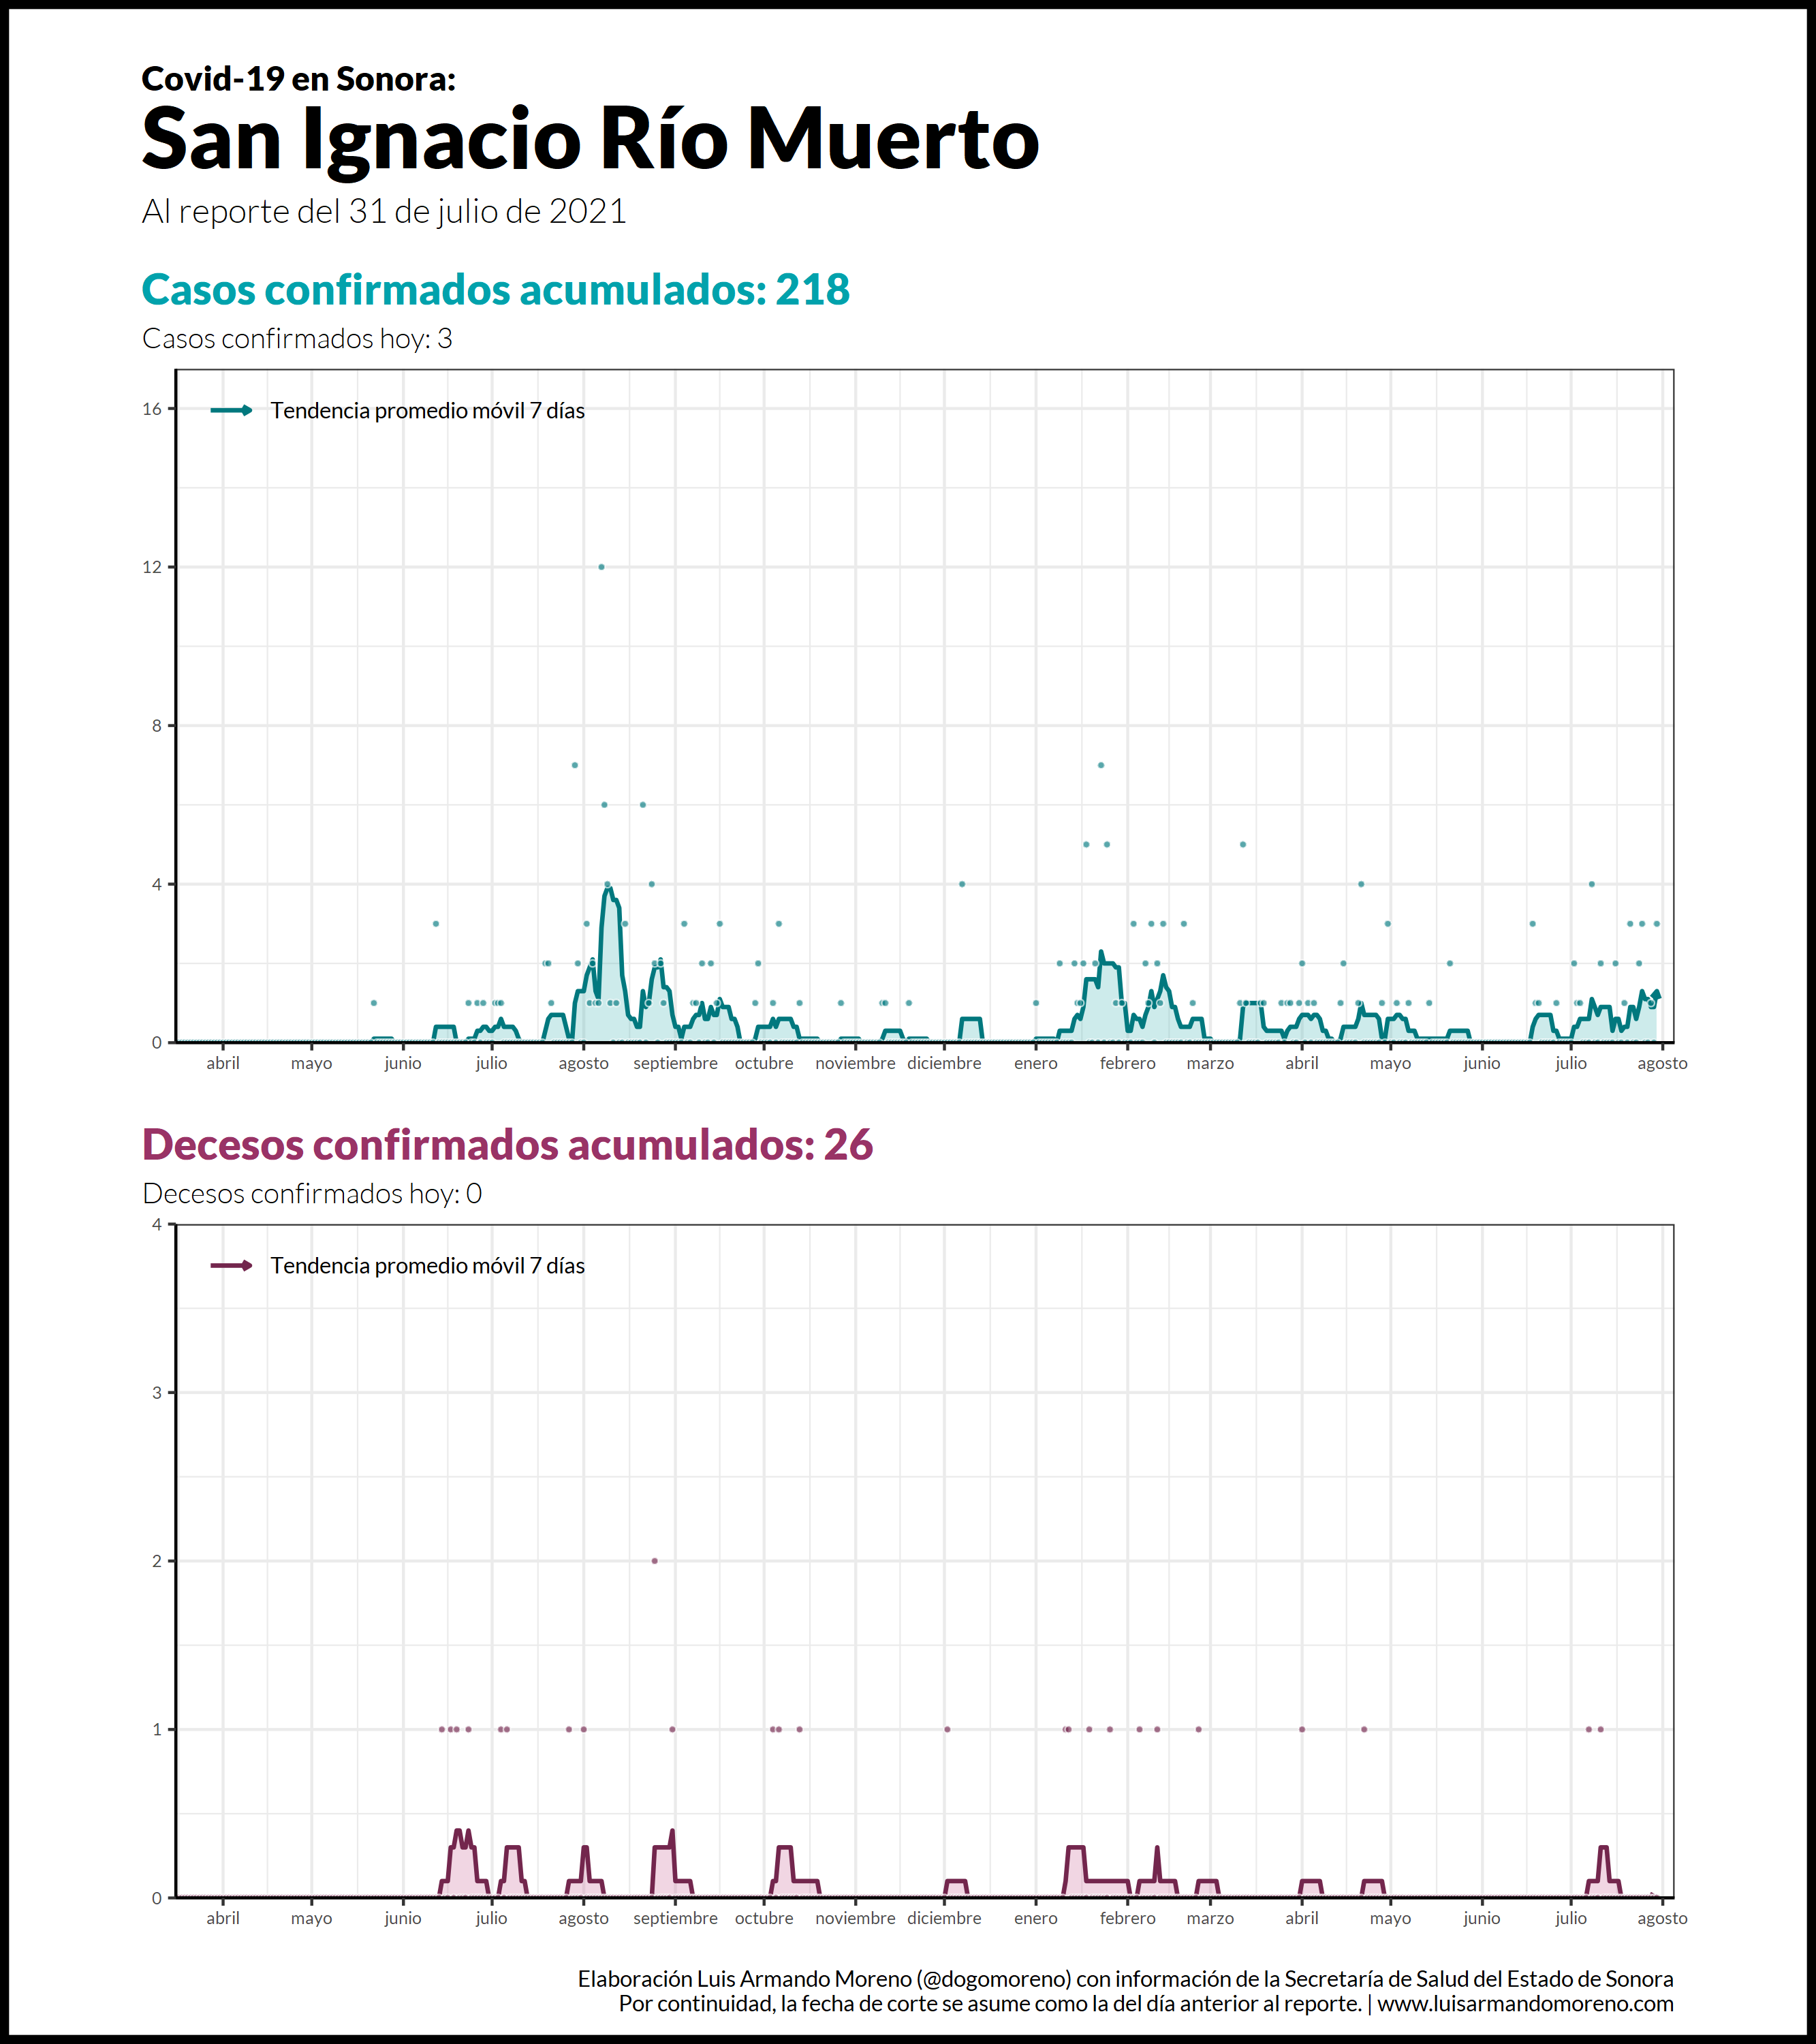 Covid-19 en Sonora:
San Ignacio Río Muerto
Al reporte del 31 de julio de 2021
Casos confirmados acumulados: 218
Casos confirmados hoy: 3
Tendencia promedio móvil 7 días
16
12
8
4
0
abril mayo junio julio agosto septiembre octubre noviembre diciembre enero febrero marzo abril mayo junio julio agosto
Decesos confirmados acumulados: 26
Decesos confirmados hoy: 0
4
Tendencia promedio móvil 7 días
3
2
1
0
abril mayo junio julio agosto septiembre octubre noviembre diciembre enero febrero marzo abril mayo junio julio agosto
Elaboración Luis Armando Moreno (@dogomoreno) con información de la Secretaría de Salud del Estado de Sonora
Por continuidad, la fecha de corte se asume como la del día anterior al reporte. | www.luisarmandomoreno.com